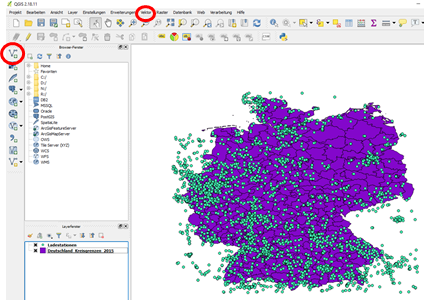 QGIS 2.18.11
Projekt Bearbeiten Ansicht Layer Einstellungen Erweiterungen Vektor Raster Datenbank Web Verarbeitung Hilfe
Browser-Fenster
Home
Favoriten
C:/
D:/
N:/
R:/
DB2
MSSQL
Oracle
PostGIS
SpatiaLite
ArcGisFeatureServer
ArcGisMapServer
OWS
Tile Server (XYZ)
WCS
WFS
WMS
Layerfenster
Ladestationen
Deutschland_Kreisgrenzen_2015